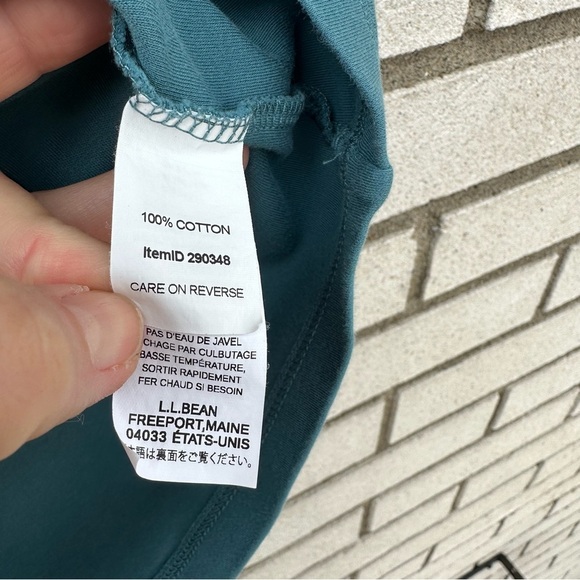 100% COTTON
ItemID 290348
CARE ON REVERSE
PAS D'EAU DE JAVEL
CHAGE PAR CULBUTAGE
BASSE TEMPÉRATURE,
SORTIR RAPIDEMENT
FER CHAUD SI BESOIN
L.L.BEAN
FREEPORT,MAINE
04033 ÉTATS-UNIS
本語は裏面をご覧ください。